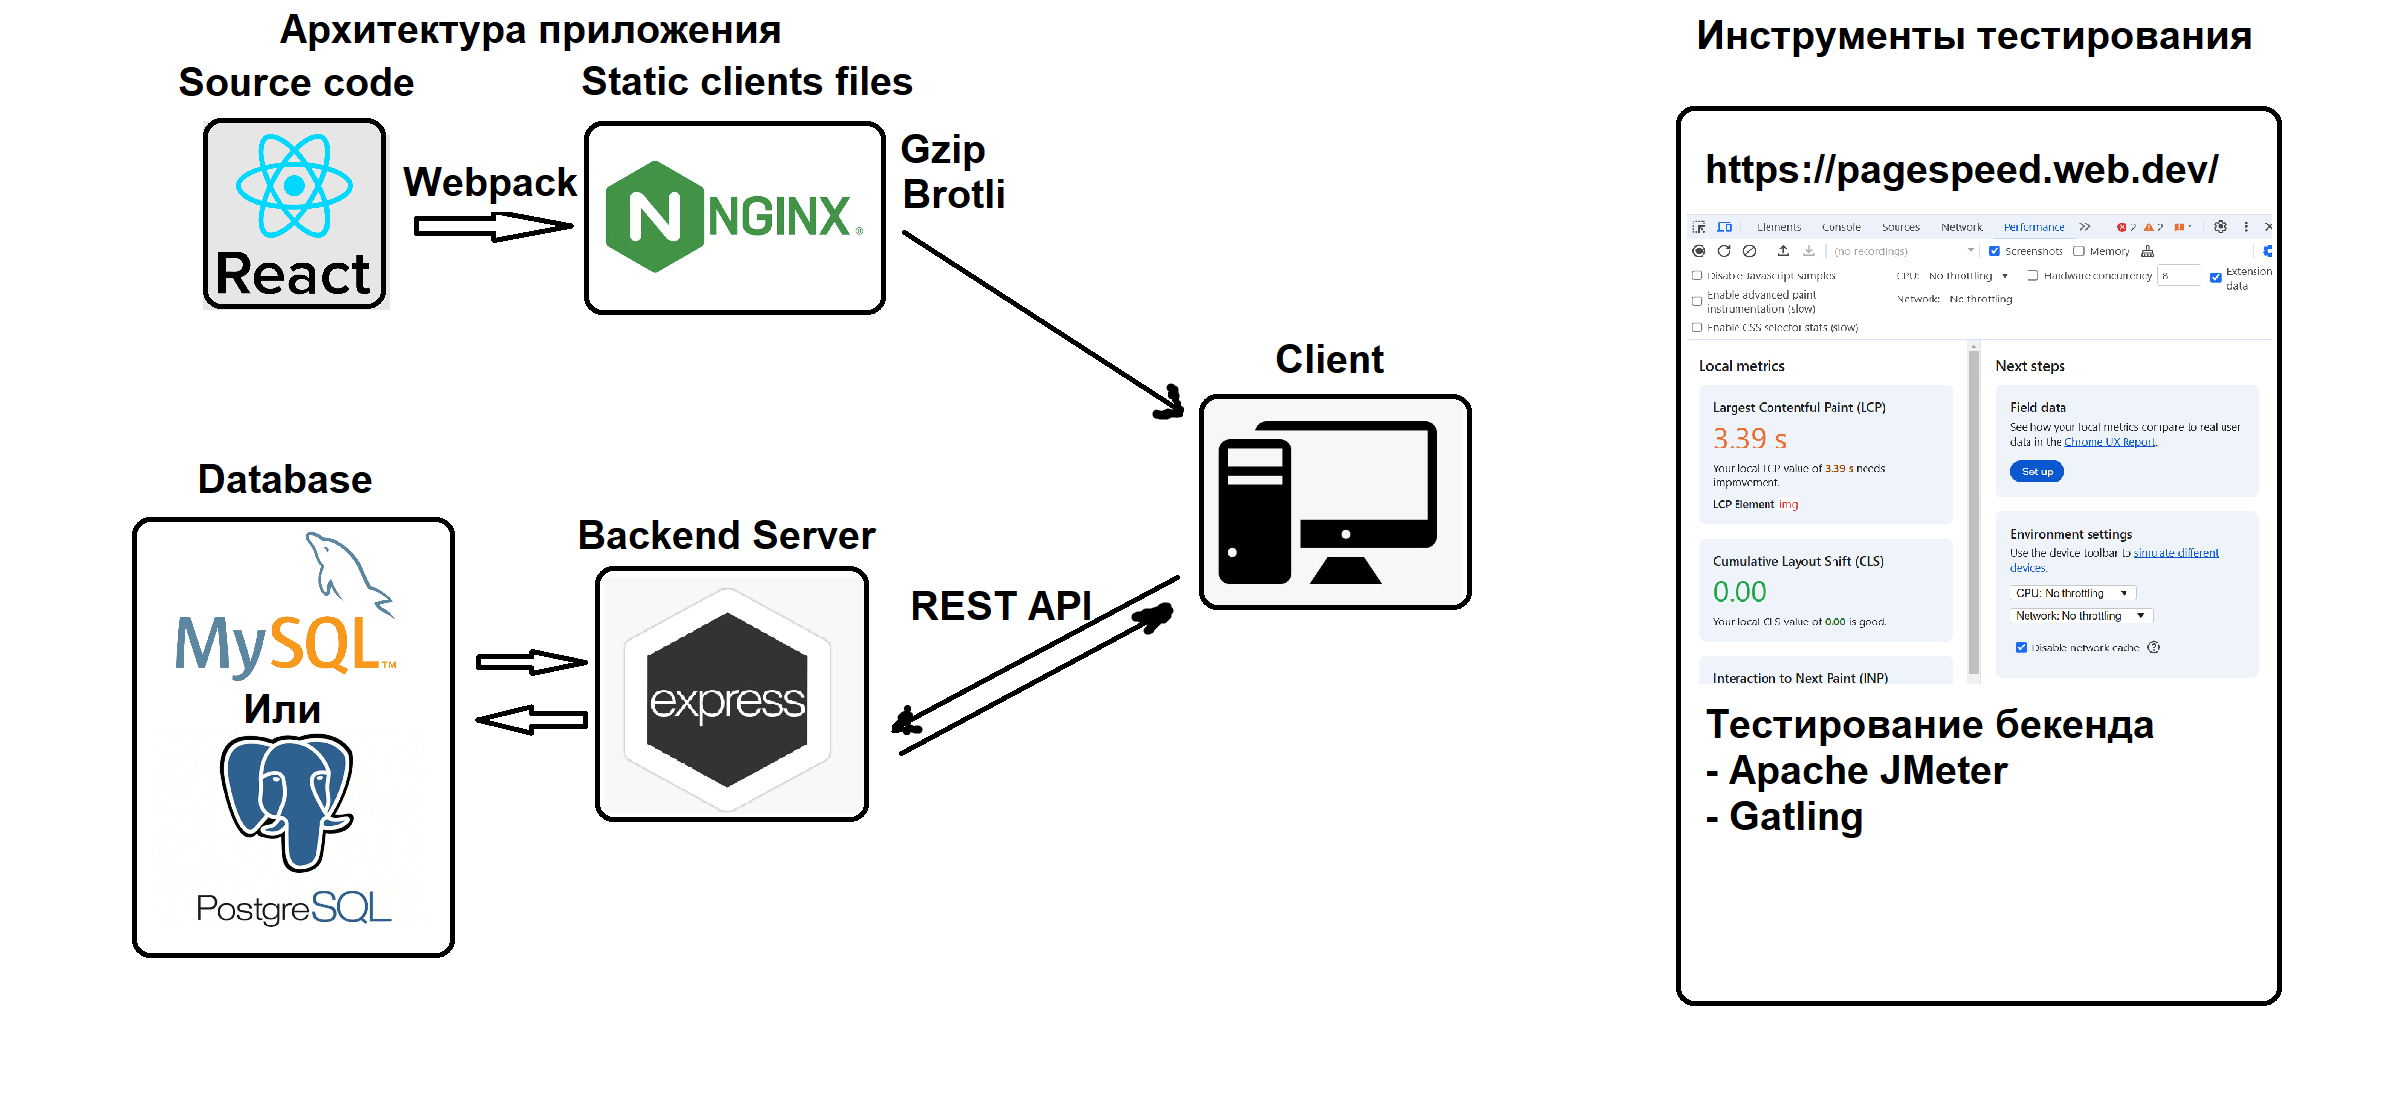 Архитектура приложения
Source code
Static clients files
React
Webpack
NGINX®
Gzip
Brotli
Client
Database
MySQL™
Или
PostgreSQL
Backend Server
express
REST API
Инструменты тестирования
https://pagespeed.web.dev/
Elements Console Sources Network Performance 2 2 1
(no recordings) Screenshots Memory
Disable JavaScript samples CPU: No throttling Hardware concurrency 8 Extension data
Enable advanced paint instrumentation (slow) Network: No throttling
Enable CSS selector stats (slow)
Local metrics
Largest Contentful Paint (LCP)
3.39 s
Your local LCP value of 3.39 s needs
improvement.
LCP Element img
Cumulative Layout Shift (CLS)
0.00
Your local CLS value of 0.00 is good.
Interaction to Next Paint (INP)
Next steps
Field data
See how your local metrics compare to real user
data in the Chrome UX Report.
Set up
Environment settings
Use the device toolbar to simulate different
devices.
CPU: No throttling
Network: No throttling
Disable network cache
Тестирование бекенда
- Apache JMeter
- Gatling